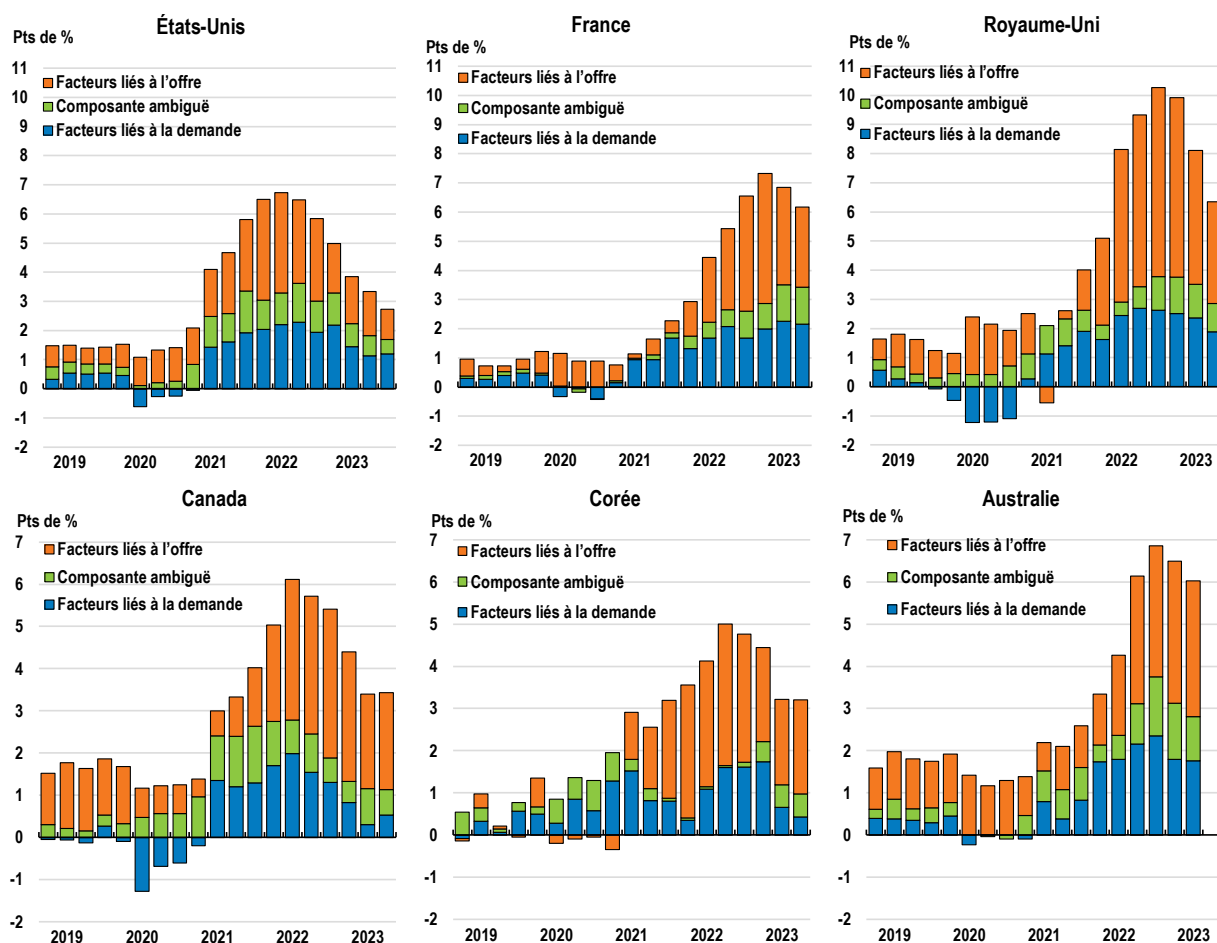 États-Unis
Pts de %
11
10
9
8
7
6
5
4
3
2
1
0
-1
-2
Facteurs liés à l'offre
Composante ambiguë
Facteurs liés à la demande
2019 2020 2021 2022 2023
France
Pts de %
11
10
9
8
7
6
5
4
3
2
1
0
-1
-2
Facteurs liés à l'offre
Composante ambiguë
Facteurs liés à la demande
2019 2020 2021 2022 2023
Royaume-Uni
Pts de %
11
10
9
8
7
6
5
4
3
2
1
0
-1
-2
Facteurs liés à l'offre
Composante ambiguë
Facteurs liés à la demande
2019 2020 2021 2022 2023
Canada
Pts de %
7
6
5
4
3
2
1
0
-1
-2
Facteurs liés à l'offre
Composante ambiguë
Facteurs liés à la demande
2019 2020 2021 2022 2023
Corée
Pts de %
7
6
5
4
3
2
1
0
-1
-2
Facteurs liés à l'offre
Composante ambiguë
Facteurs liés à la demande
2019 2020 2021 2022 2023
Australie
Pts de %
7
6
5
4
3
2
1
0
-1
-2
Facteurs liés à l'offre
Composante ambiguë
Facteurs liés à la demande
2019 2020 2021 2022 2023